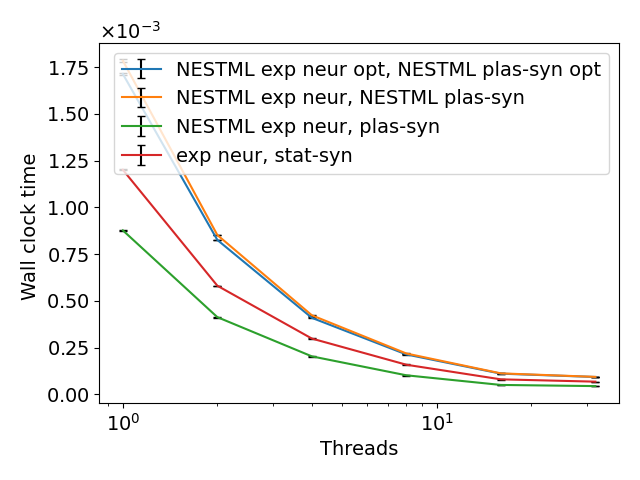 ×10⁻³
1.75
1.50
1.25
1.00
0.75
0.50
0.25
0.00
Wall clock time
NESTML exp neur opt, NESTML plas-syn opt
NESTML exp neur, NESTML plas-syn
NESTML exp neur, plas-syn
exp neur, stat-syn
10⁰ 10¹
Threads